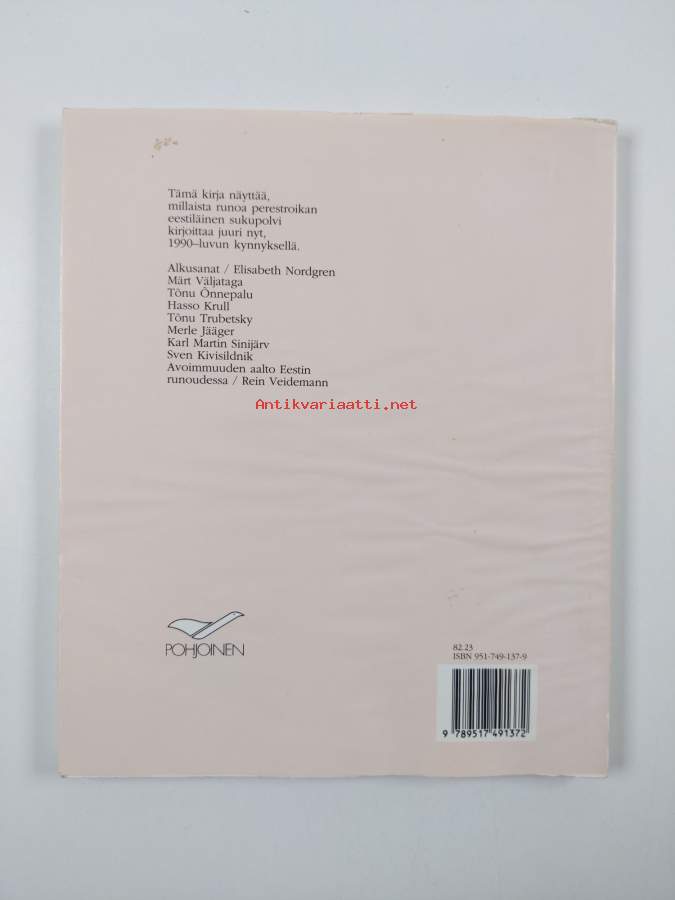 Tämä kirja näyttää,
millaista runoa perestroikan
eestiläinen sukupolvi
kirjoittaa juuri nyt,
1990–luvun kynnyksellä.
Alkusanat / Elisabeth Nordgren
Märt Väljataga
Tõnu Õnnepalu
Hasso Krull
Tõnu Trubetsky
Merle Jääger
Karl Martin Sinijärv
Sven Kivisildnik
Avoimmuuden aalto Eestin
runoudessa / Rein Veidemann
Antikvariaatti.net
POHJOINEN
82.23
ISBN 951-749-137-9
9 789517 491372